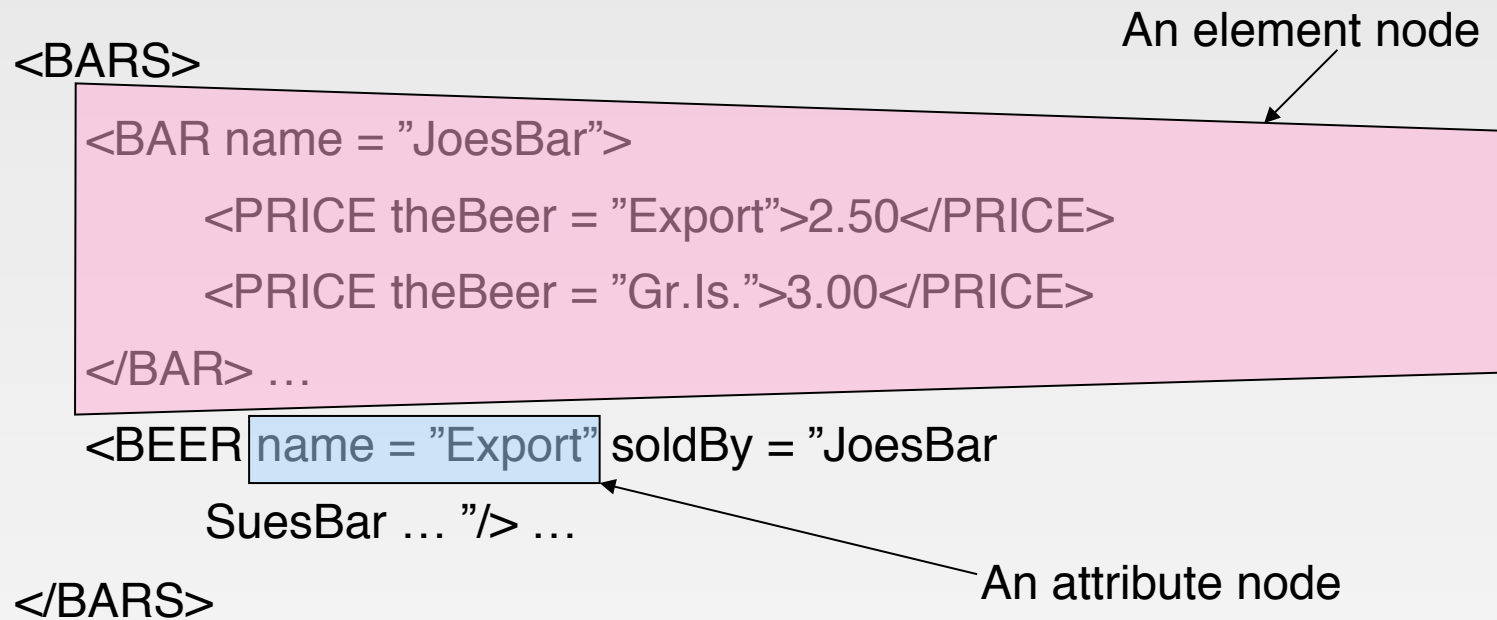 An element node
<BARS>
<BAR name = ”JoesBar”>
<PRICE theBeer = ”Export”>2.50</PRICE>
<PRICE theBeer = ”Gr.Is.”>3.00</PRICE>
</BAR> …
<BEER name = ”Export” soldBy = ”JoesBar
SuesBar … ”/> …
An attribute node
</BARS>